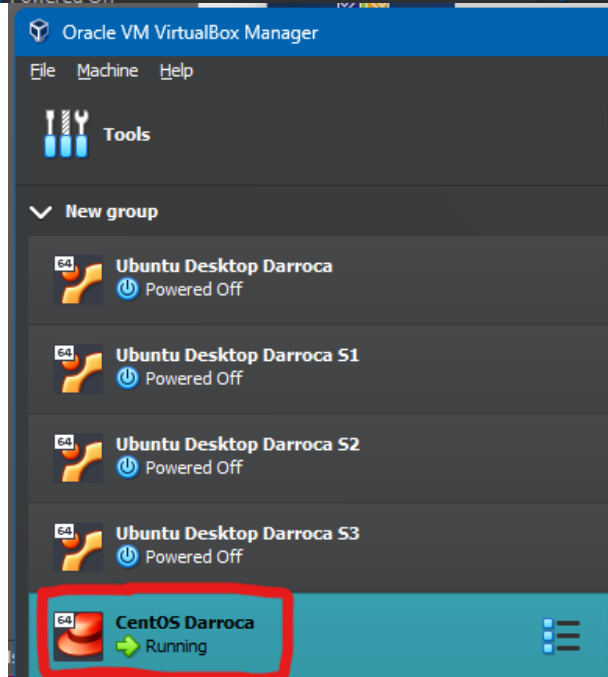 Oracle VM VirtualBox Manager
File Machine Help
Tools
New group
64
Ubuntu Desktop Darroca
Powered Off
64
Ubuntu Desktop Darroca S1
Powered Off
64
Ubuntu Desktop Darroca S2
Powered Off
64
Ubuntu Desktop Darroca S3
Powered Off
64
CentOS Darroca
Running